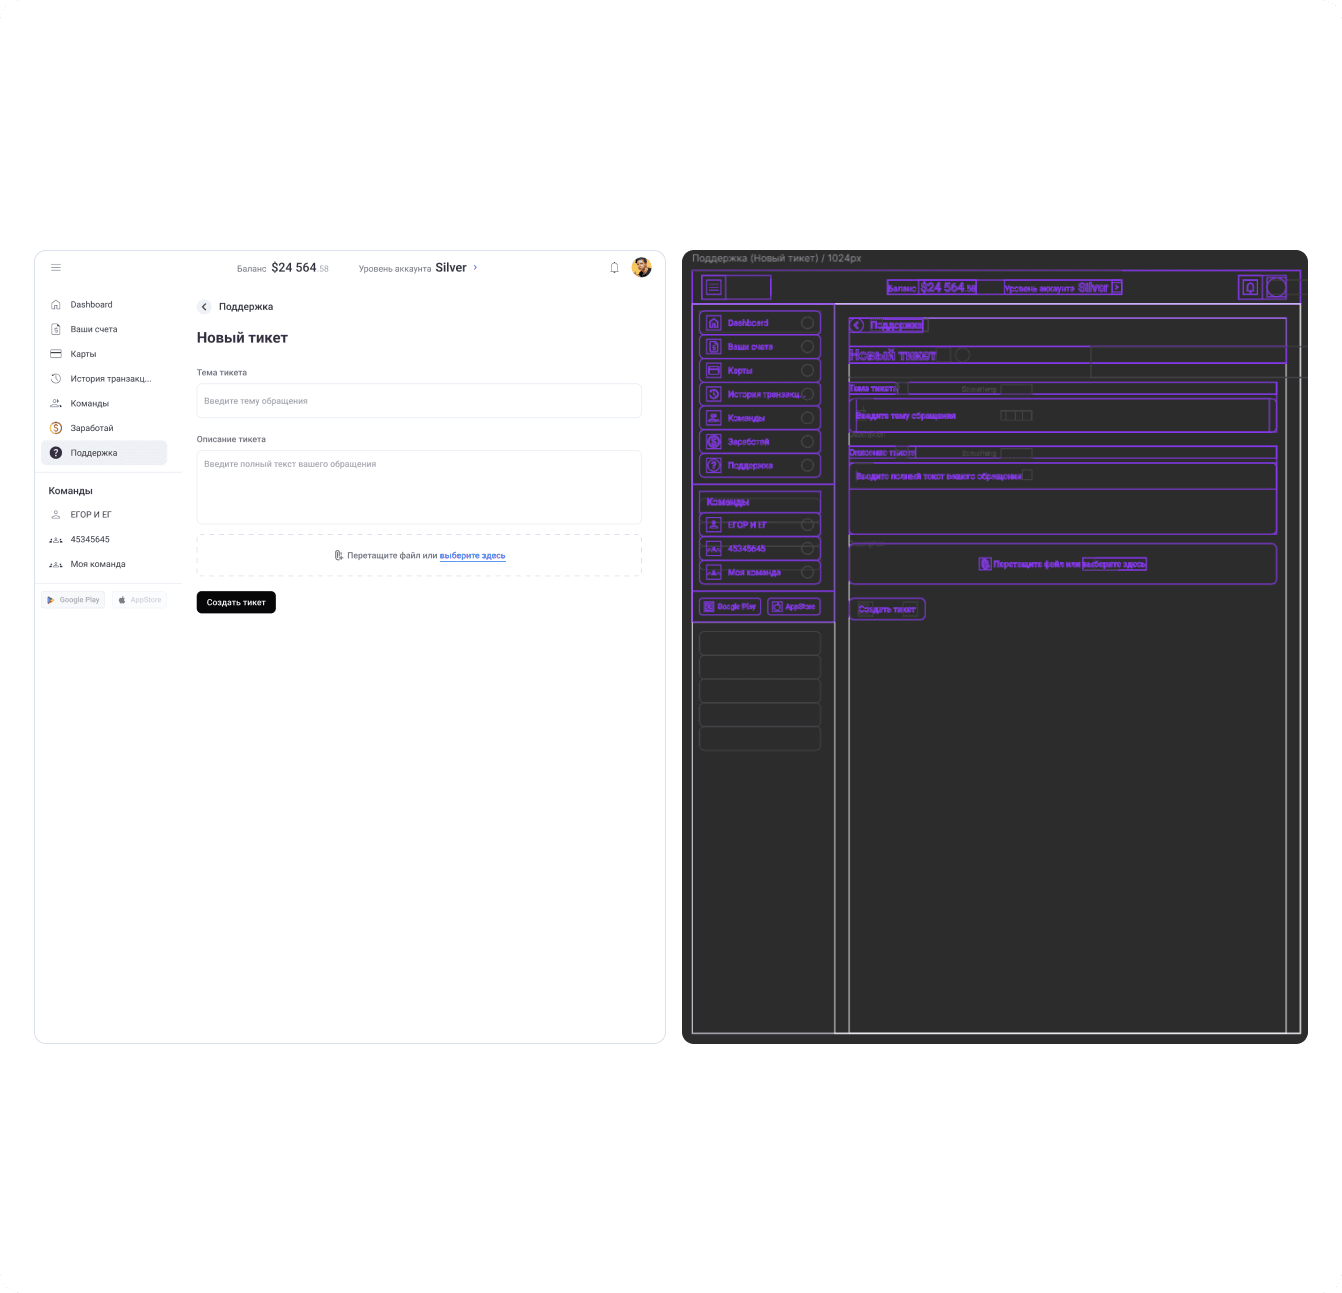 Баланс $24 564.58 Уровень аккаунта Silver
Dashboard
Ваши счета
Карты
История транзакц...
Команды
Заработай
Поддержка
Команды
ЕГОР И ЕГ
45345645
Моя команда
Google Play AppStore
Поддержка
Новый тикет
Тема тикета
Введите тему обращения
Описание тикета
Введите полный текст вашего обращения
Перетащите файл или выберите здесь
Создать тикет
Поддержка (Новый тикет) / 1024px
Баланс $24 564.58 Уровень аккаунта Silver
Dashboard
Ваши счета
Карты
История транзакц...
Команды
Заработай
Поддержка
Команды
ЕГОР И ЕГ
45345645
Моя команда
Google Play AppStore
Поддержка
Новый тикет
Тема тикета
Something
Введите тему обращения
Описание тикета
Something
Введите полный текст вашего обращения
Перетащите файл или выберите здесь
Создать тикет